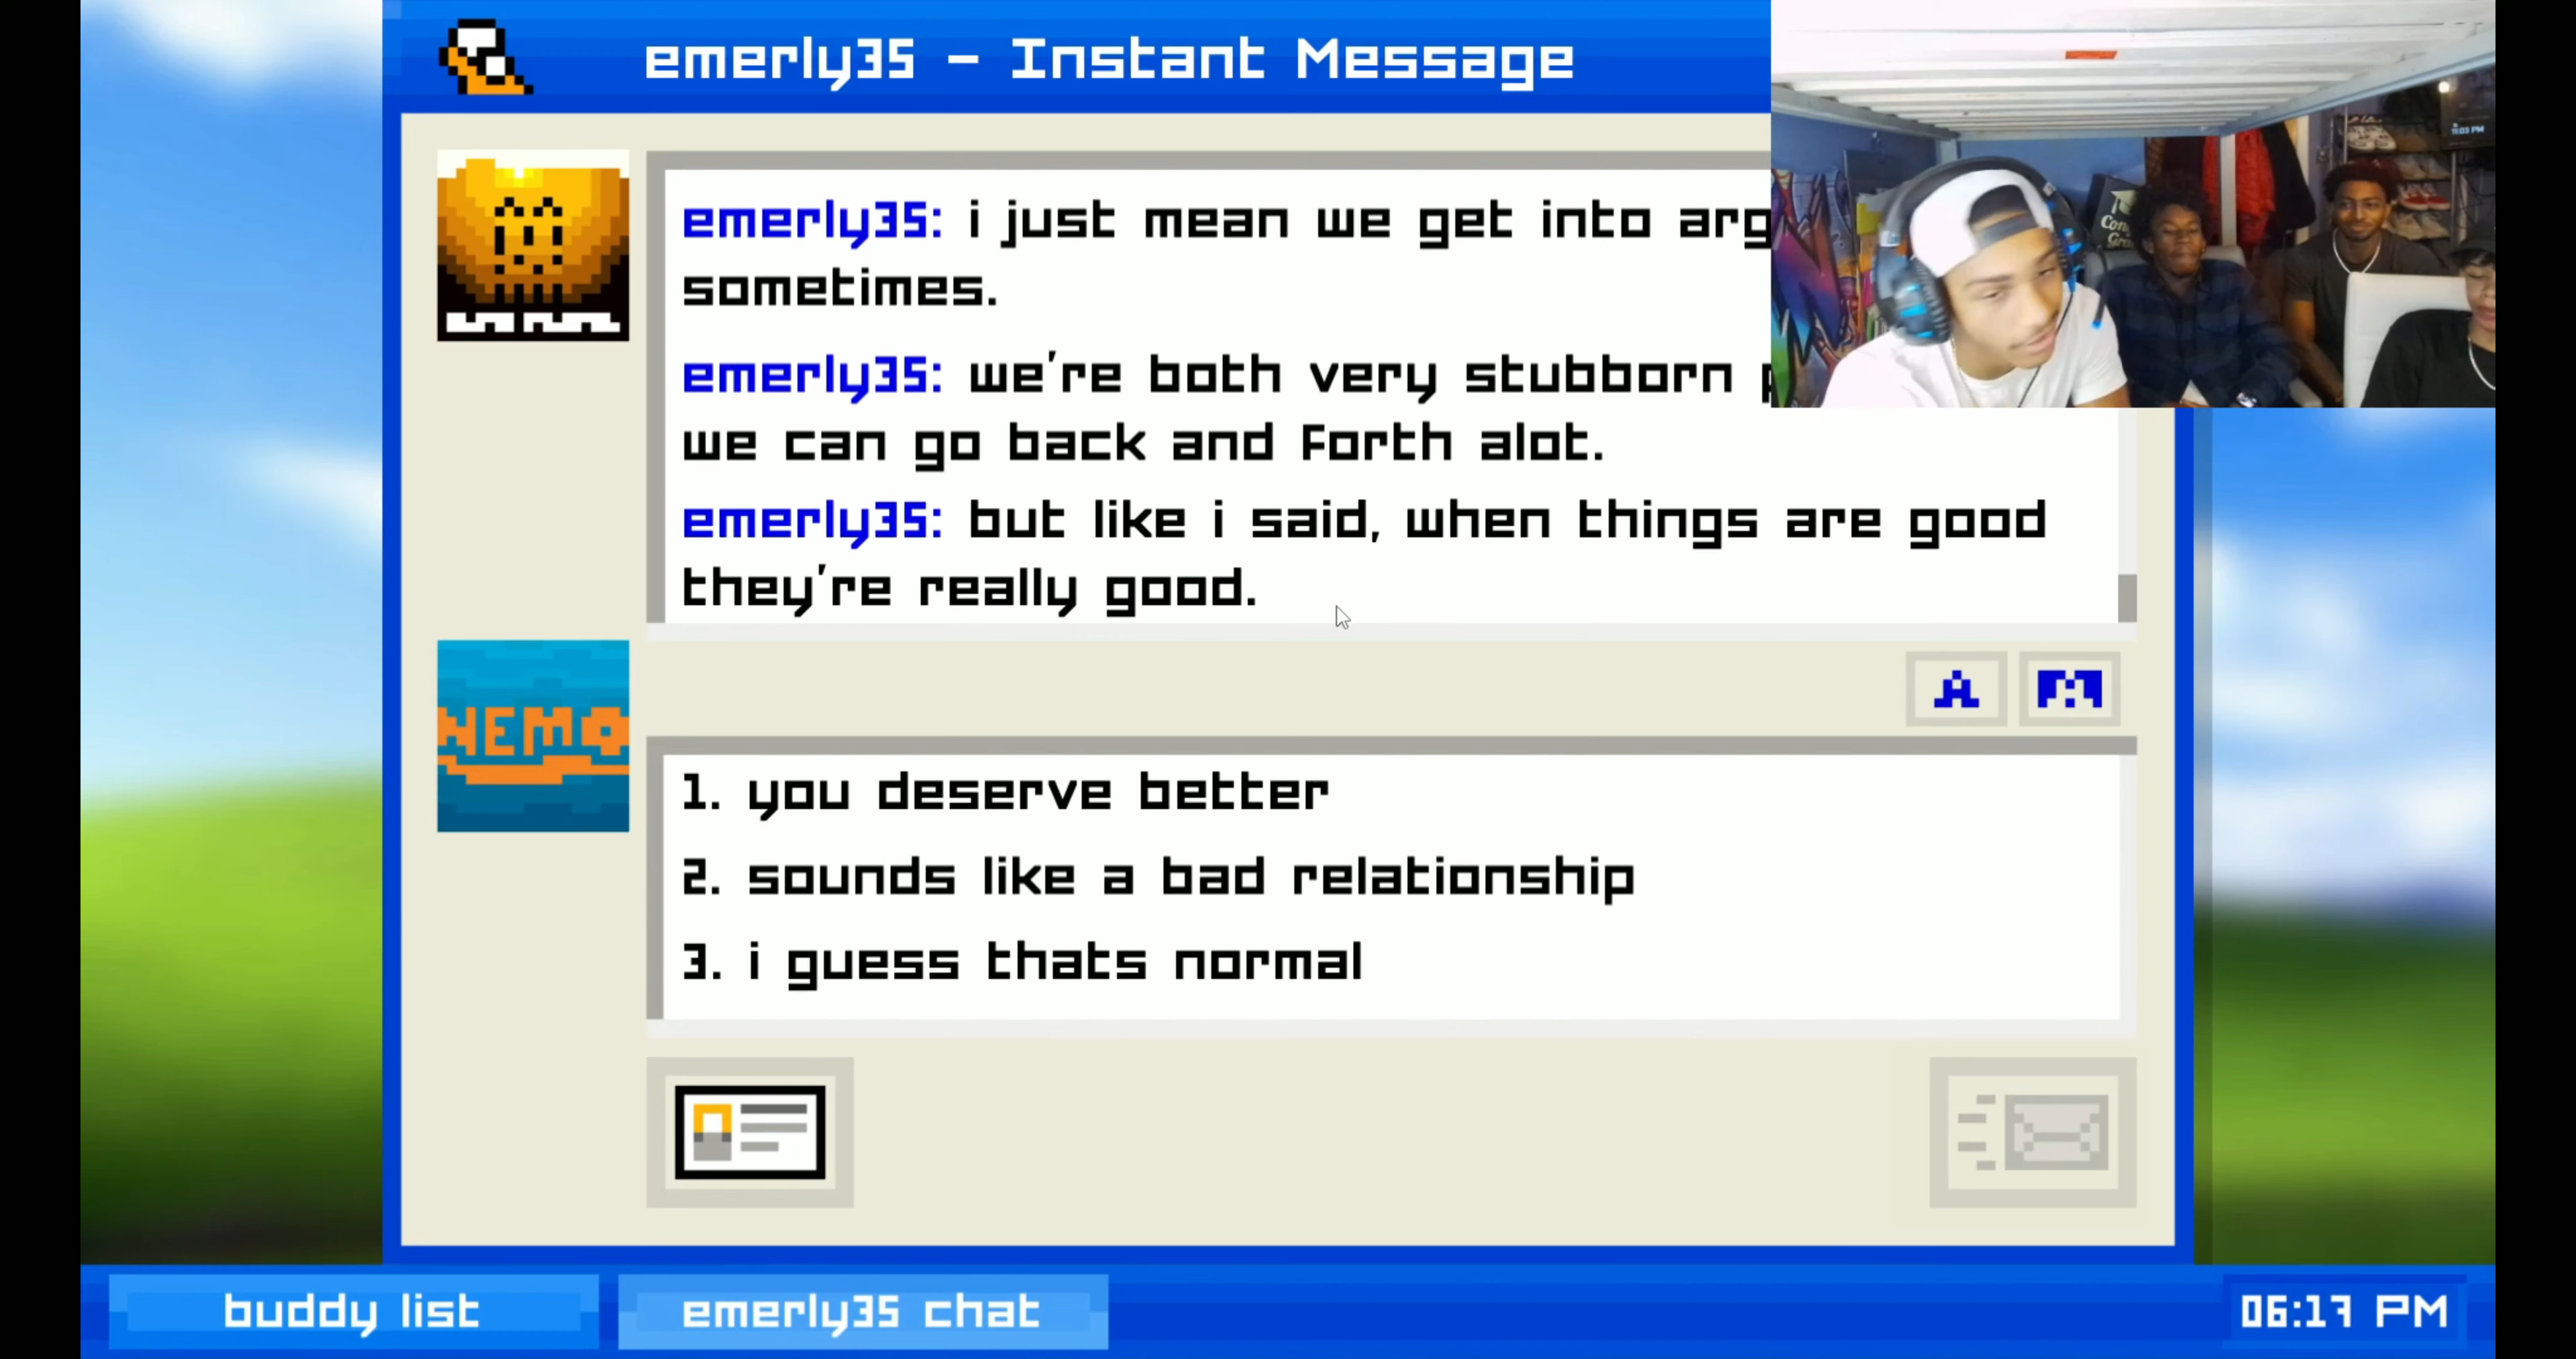 emerly35 - Instant Message
emerly35: i just mean we get into arg
sometimes.
emerly35: we're both very stubborn
we can go back and forth alot.
emerly35: but like i said, when things are good
they're really good.
A
NEMO
1. you deserve better
2. sounds like a bad relationship
3. i guess thats normal
buddy list
emerly35 chat
06:17 PM
11:03 PM